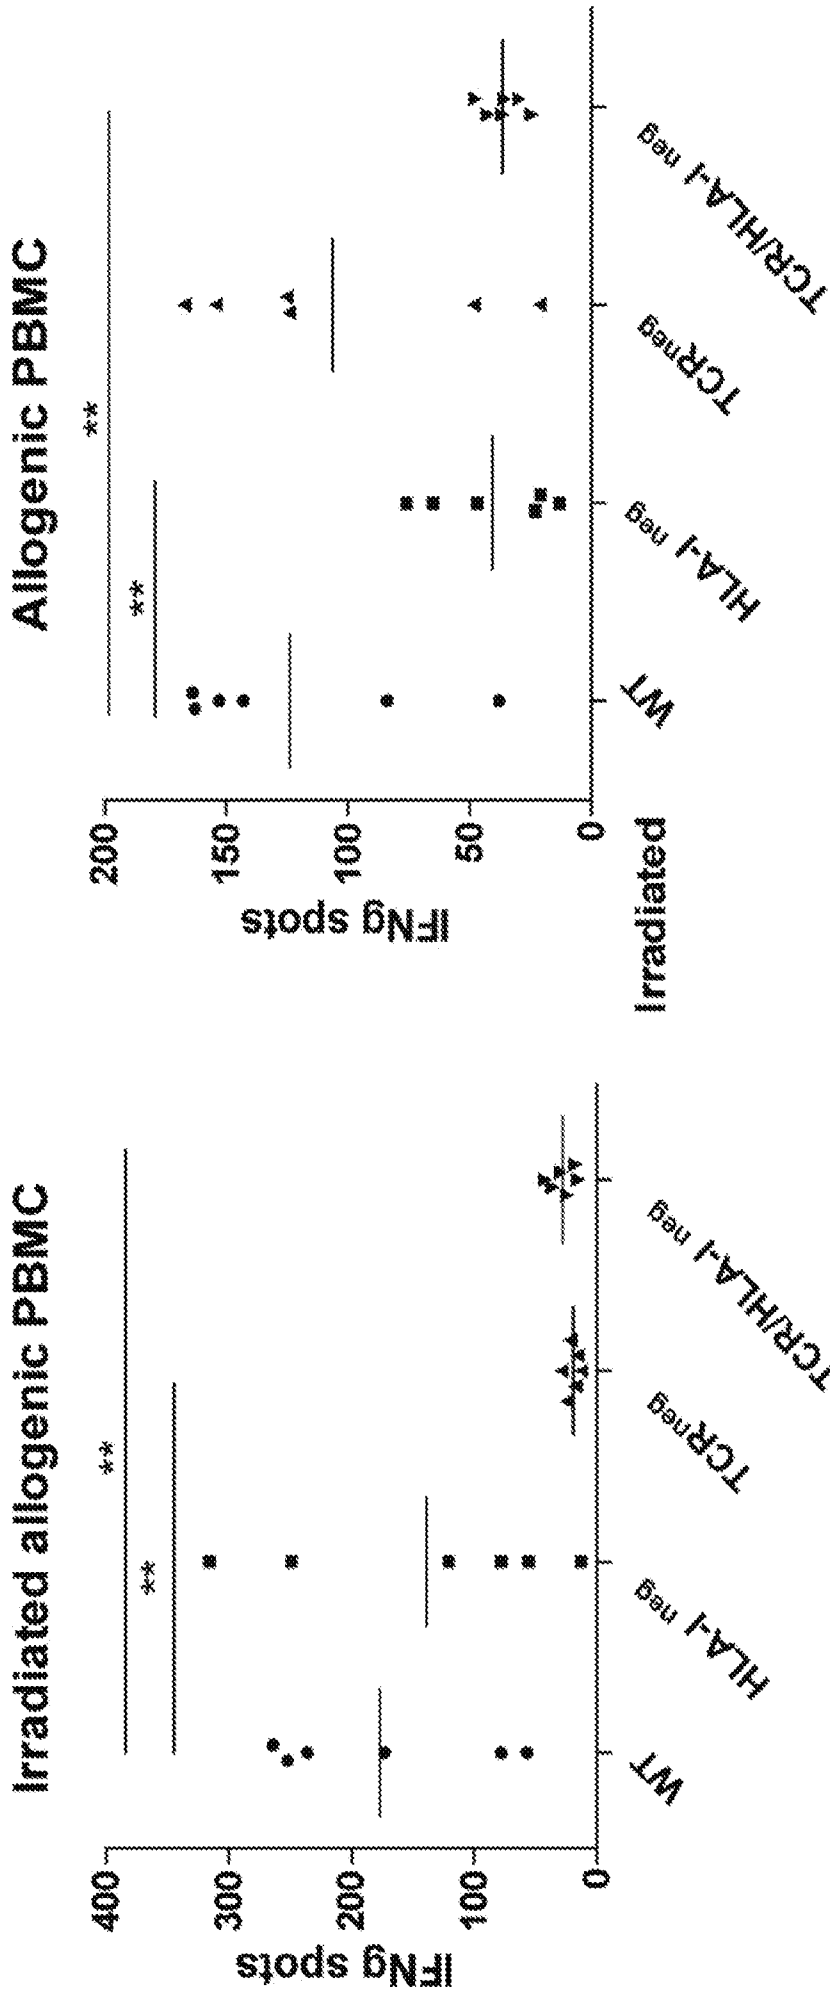 Irradiated allogenic PBMC
**
**
400
300
200
100
0
IFNg spots
WT
HLA-I neg
TCRneg
TCR/HLA-I neg
Allogenic PBMC
**
**
200
150
100
50
0
IFNg spots
Irradiated
WT
HLA-I neg
TCRneg
TCR/HLA-I neg